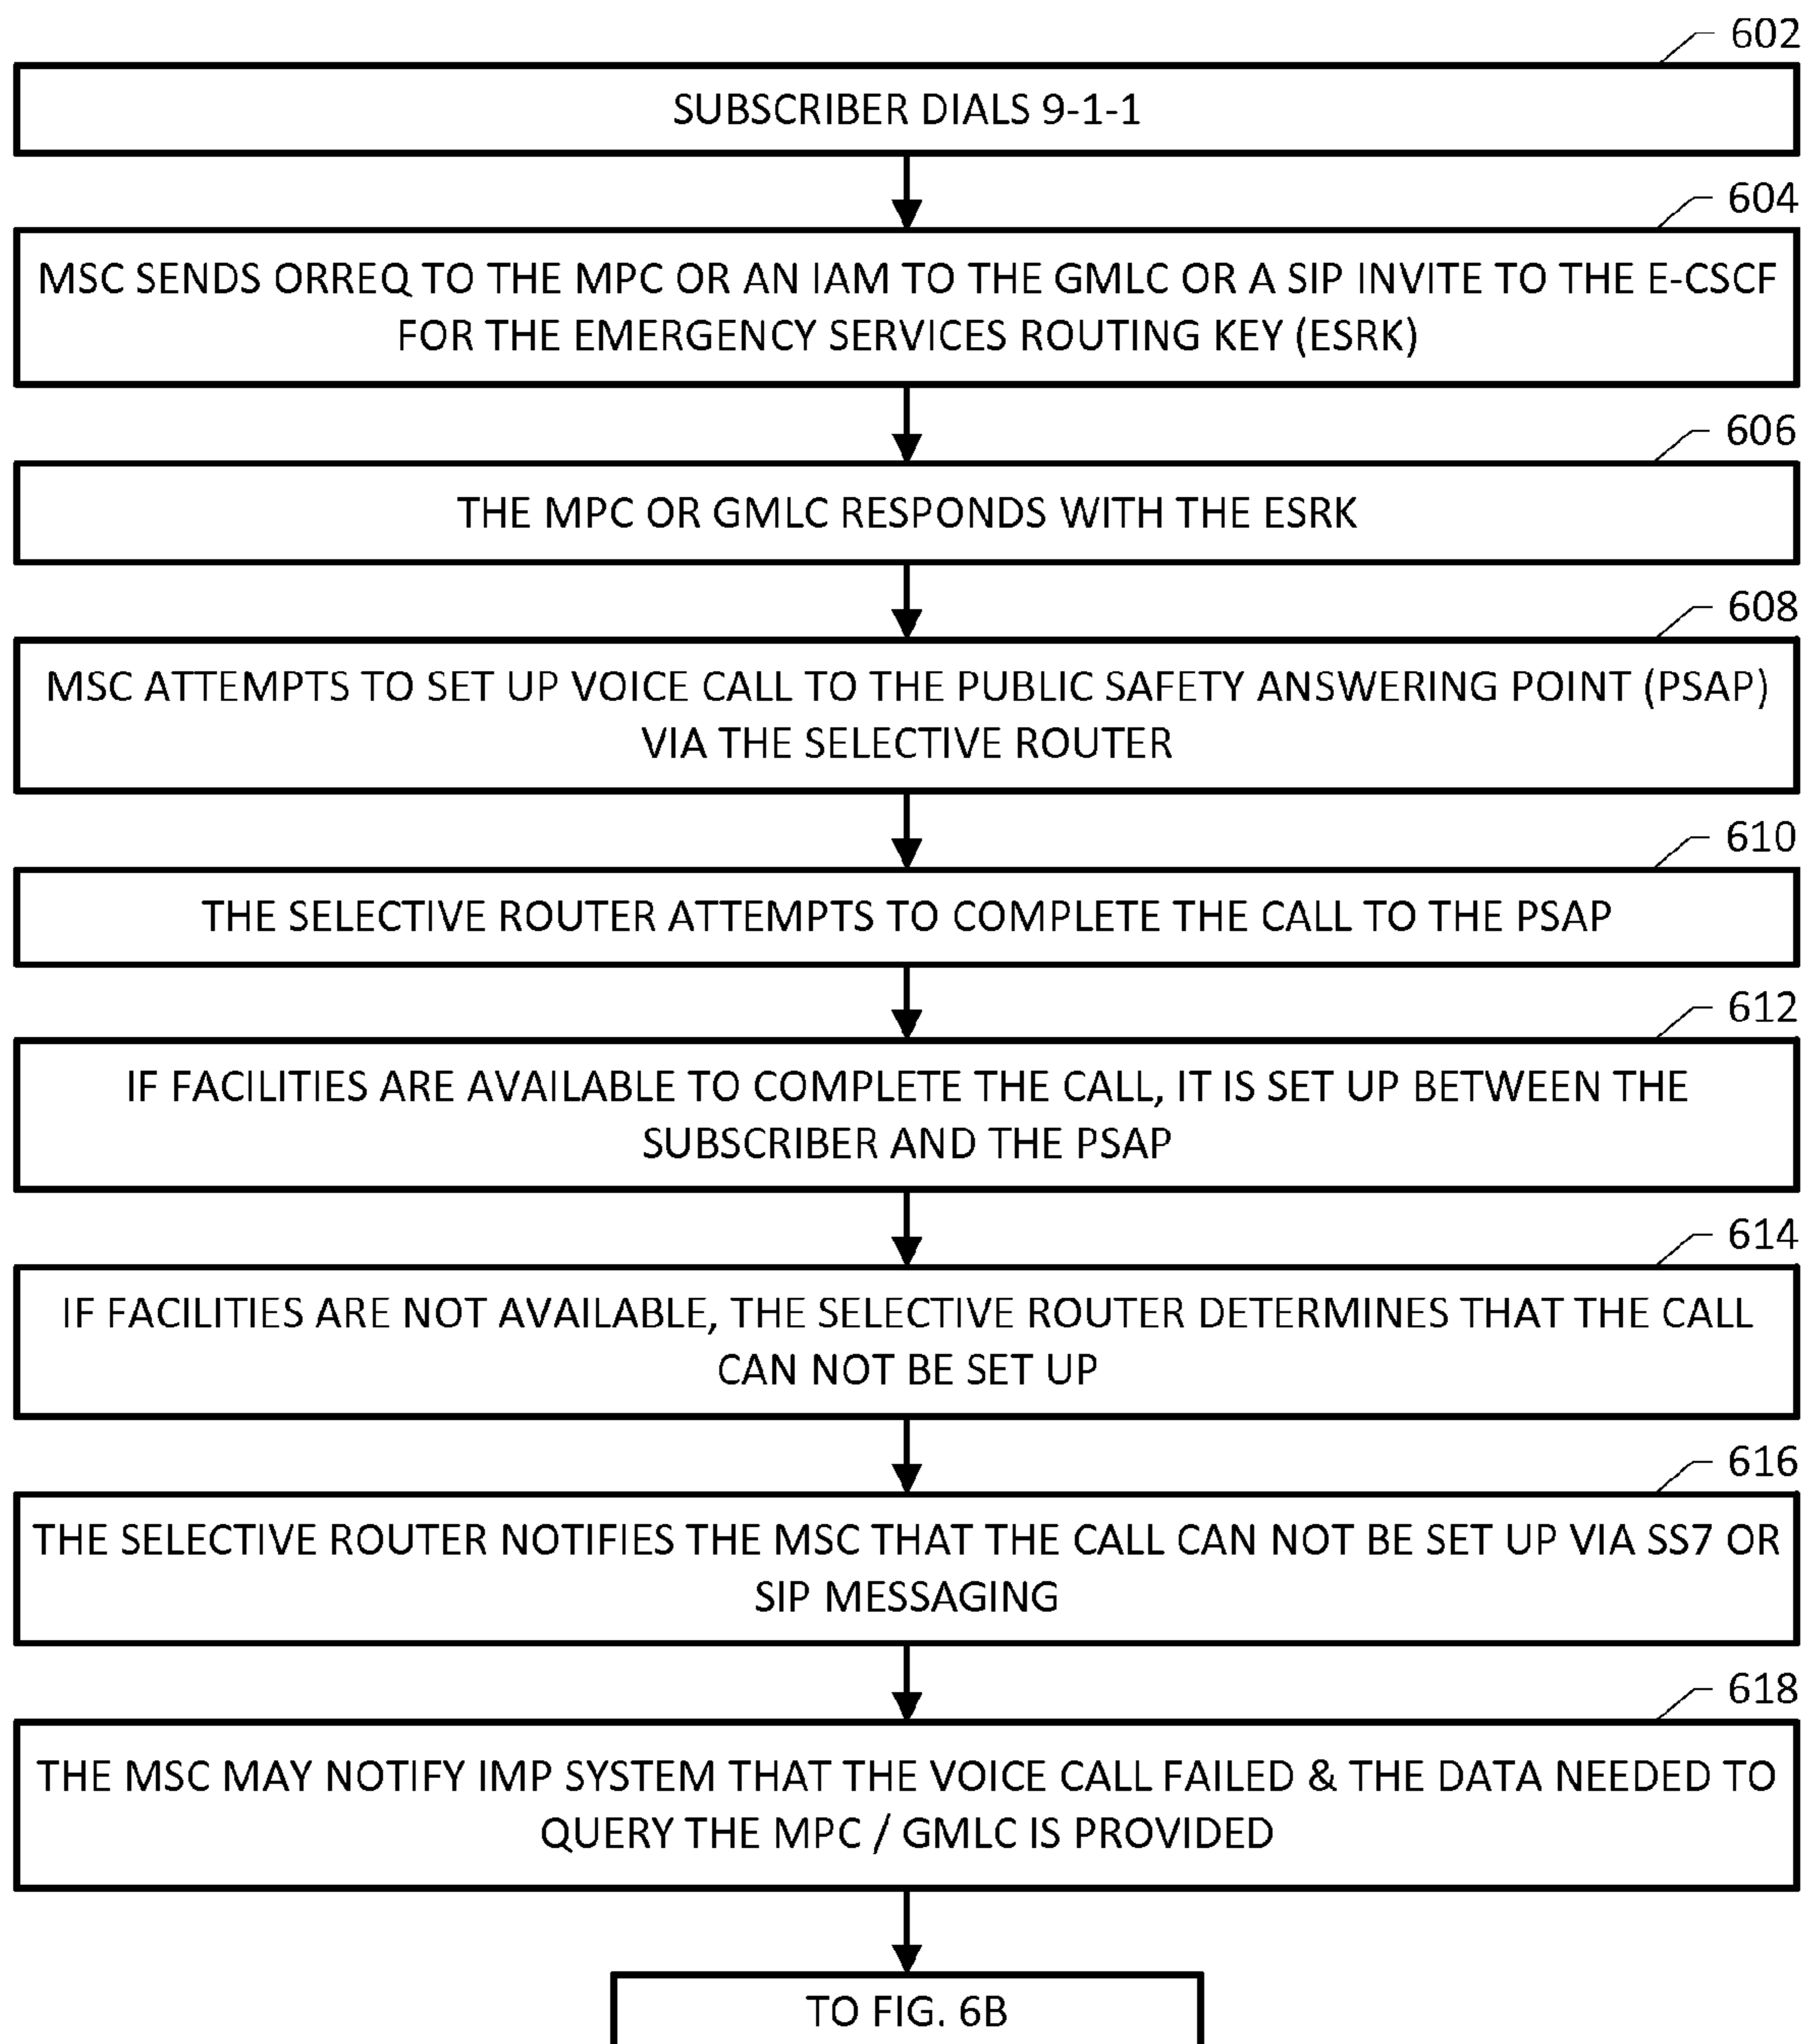 602
SUBSCRIBER DIALS 9-1-1
604
MSC SENDS ORREQ TO THE MPC OR AN IAM TO THE GMLC OR A SIP INVITE TO THE E-CSCF
FOR THE EMERGENCY SERVICES ROUTING KEY (ESRK)
606
THE MPC OR GMLC RESPONDS WITH THE ESRK
608
MSC ATTEMPTS TO SET UP VOICE CALL TO THE PUBLIC SAFETY ANSWERING POINT (PSAP)
VIA THE SELECTIVE ROUTER
610
THE SELECTIVE ROUTER ATTEMPTS TO COMPLETE THE CALL TO THE PSAP
612
IF FACILITIES ARE AVAILABLE TO COMPLETE THE CALL, IT IS SET UP BETWEEN THE
SUBSCRIBER AND THE PSAP
614
IF FACILITIES ARE NOT AVAILABLE, THE SELECTIVE ROUTER DETERMINES THAT THE CALL
CAN NOT BE SET UP
616
THE SELECTIVE ROUTER NOTIFIES THE MSC THAT THE CALL CAN NOT BE SET UP VIA SS7 OR
SIP MESSAGING
618
THE MSC MAY NOTIFY IMP SYSTEM THAT THE VOICE CALL FAILED & THE DATA NEEDED TO
QUERY THE MPC / GMLC IS PROVIDED
TO FIG. 6B